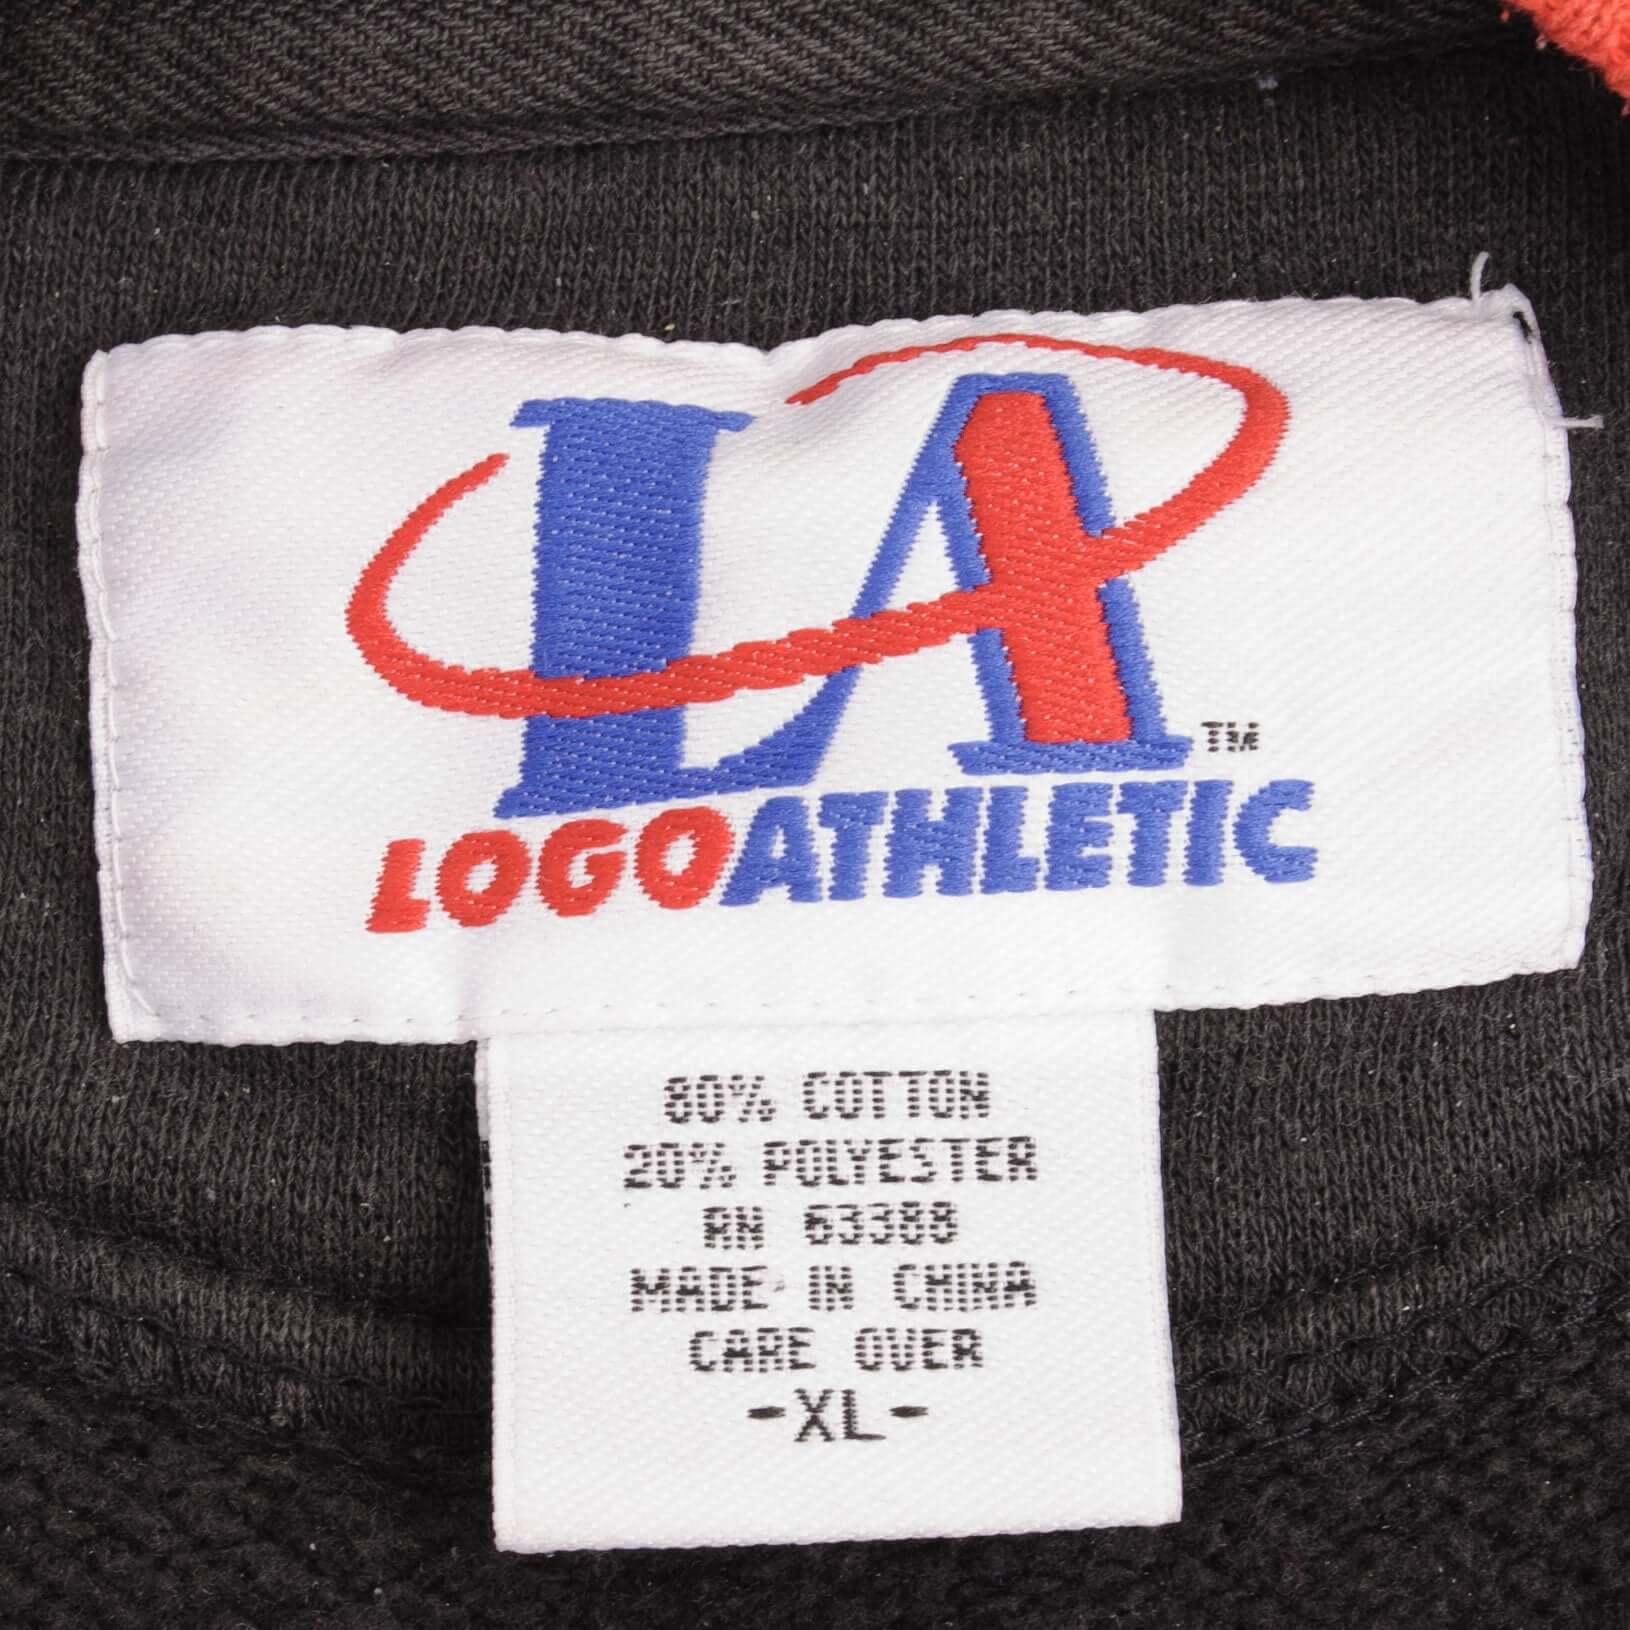 LA
TM
LOGOATHLETIC
80% COTTON
20% POLYESTER
RN 63388
MADE IN CHINA
CARE OVER
-XL-